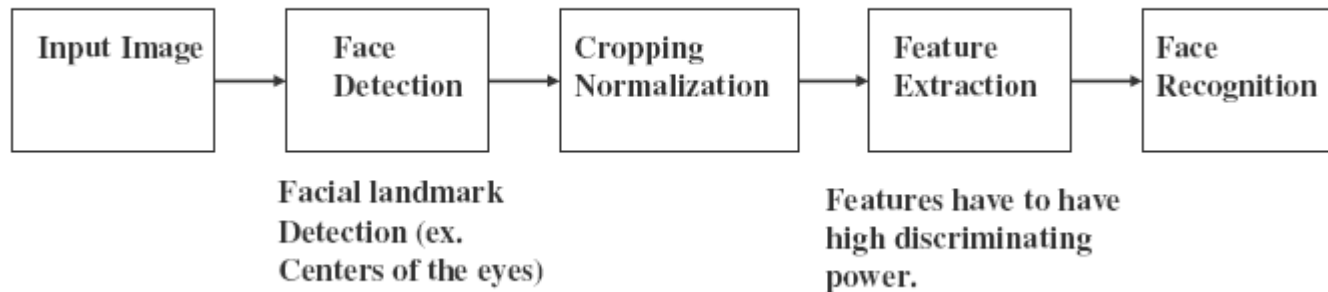 Input Image
Face
Detection
Cropping
Normalization
Feature
Extraction
Face
Recognition
Facial landmark
Detection (ex.
Centers of the eyes)
Features have to have
high discriminating
power.